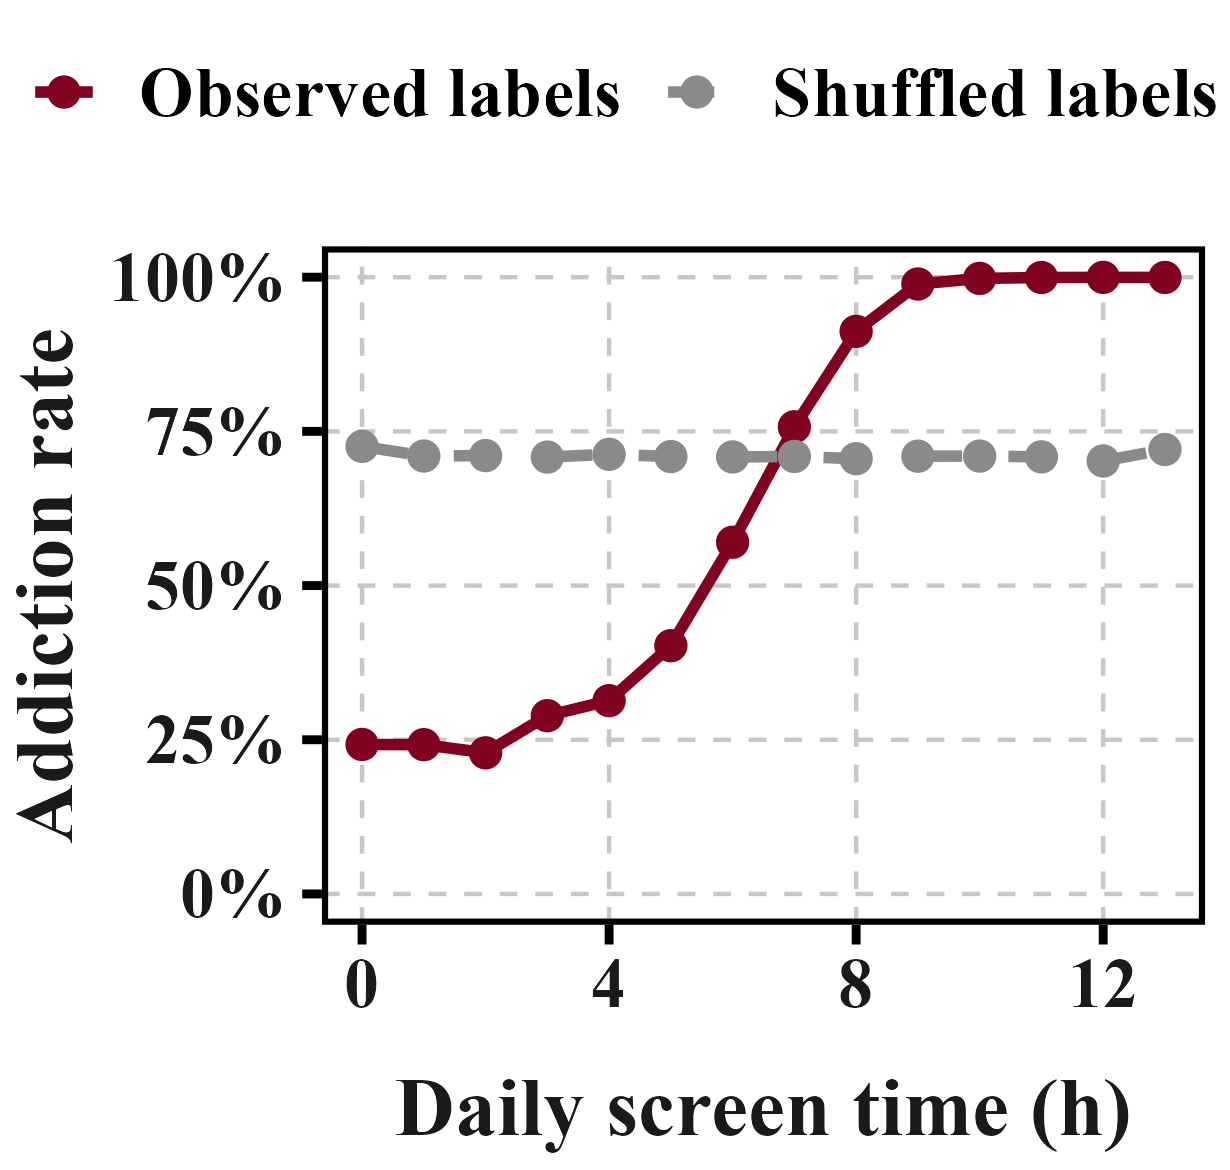 Observed labels
Shuffled labels
100%
75%
50%
25%
0%
Addiction rate
0
4
8
12
Daily screen time (h)